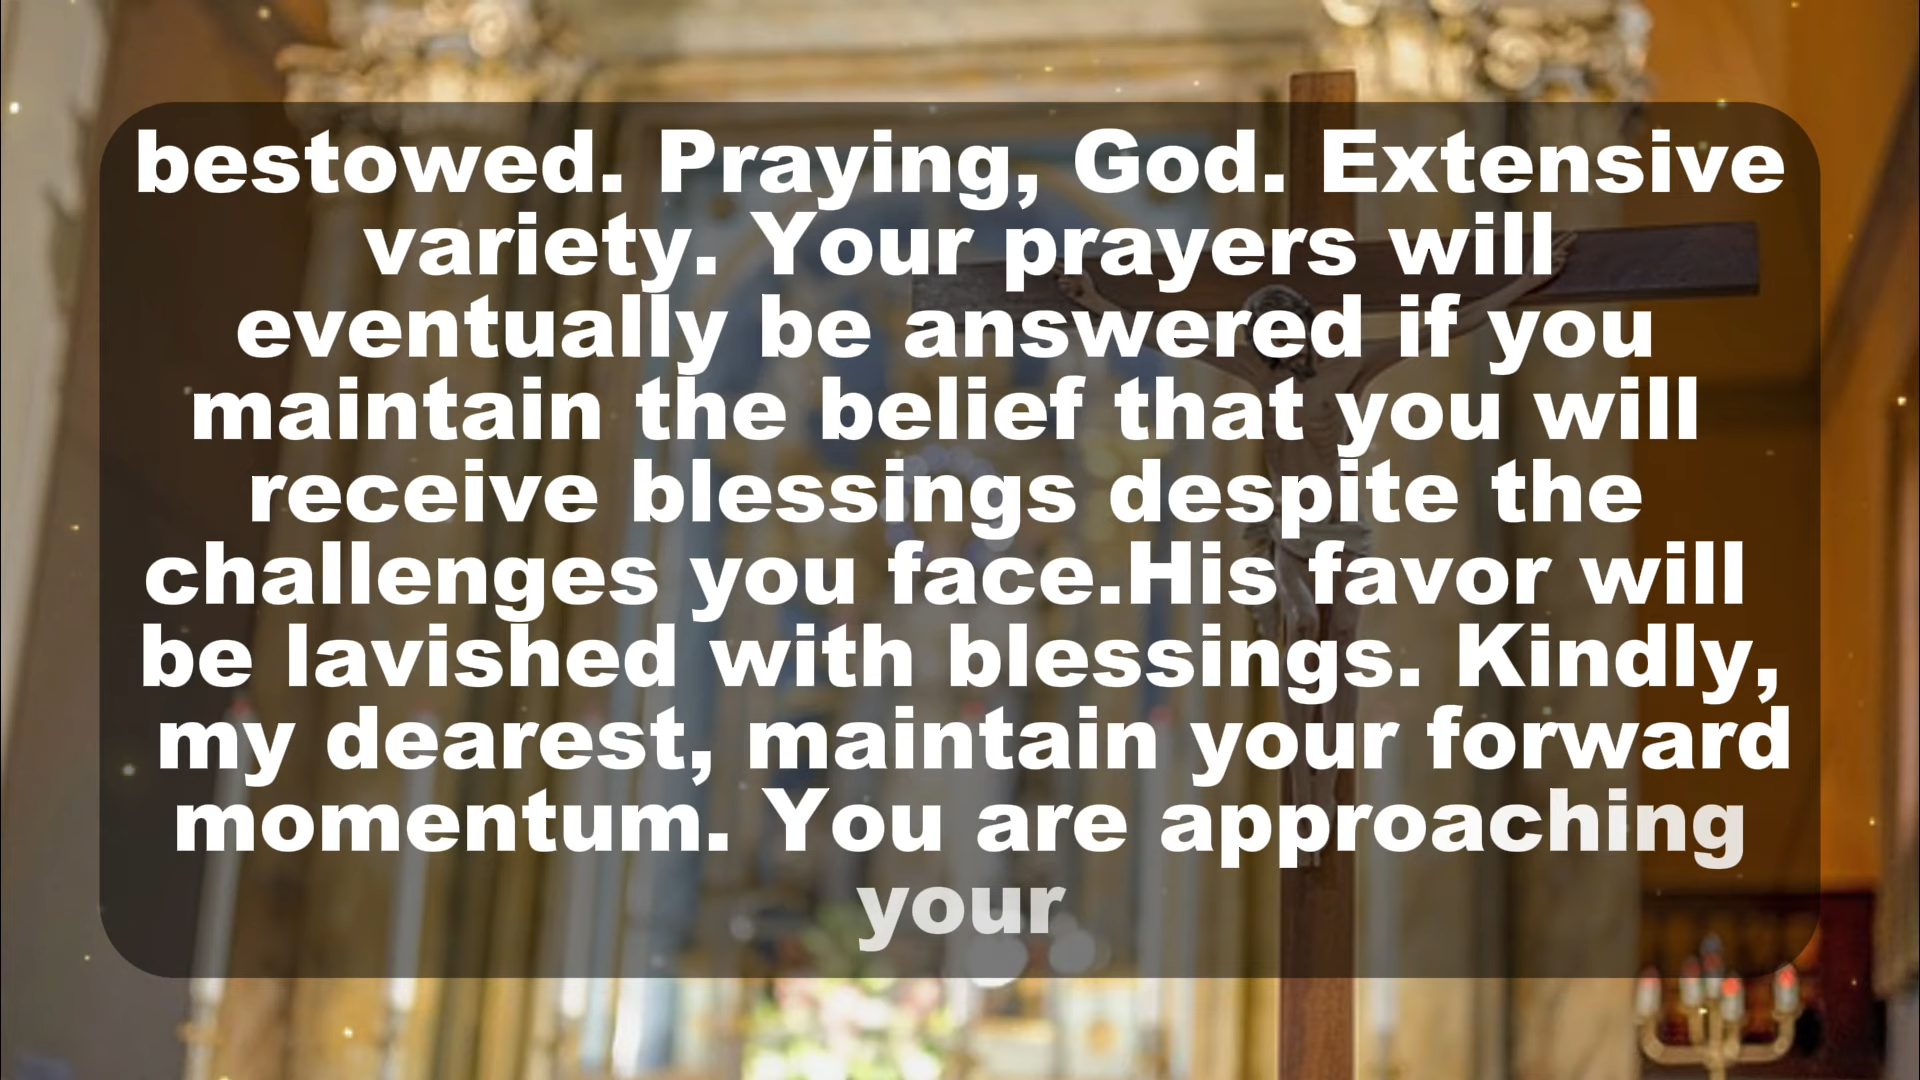 bestowed. Praying, God. Extensive
variety. Your prayers will
eventually be answered if you
maintain the belief that you will
receive blessings despite the
challenges you face.His favor will
be lavished with blessings. Kindly,
my dearest, maintain your forward
momentum. You are approaching
your